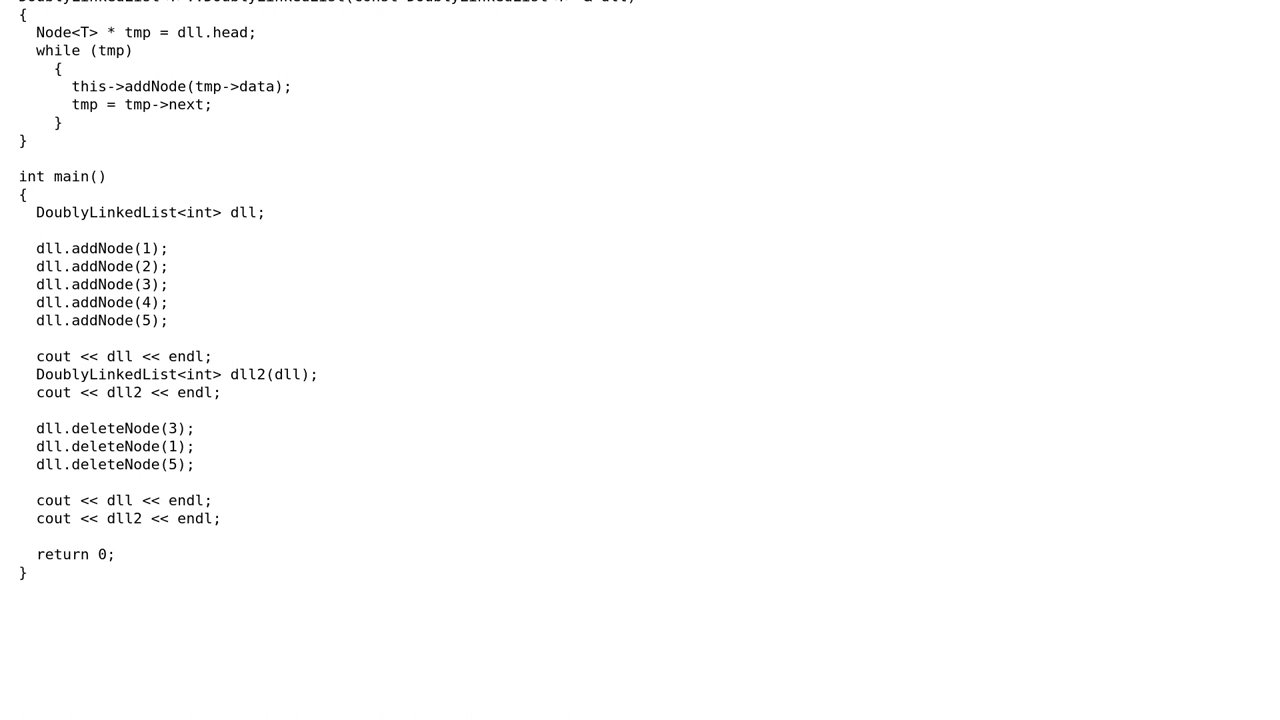 {
  Node<T> * tmp = dll.head;
  while (tmp)
    {
      this->addNode(tmp->data);
      tmp = tmp->next;
    }
}

int main()
{
  DoublyLinkedList<int> dll;

  dll.addNode(1);
  dll.addNode(2);
  dll.addNode(3);
  dll.addNode(4);
  dll.addNode(5);

  cout << dll << endl;
  DoublyLinkedList<int> dll2(dll);
  cout << dll2 << endl;

  dll.deleteNode(3);
  dll.deleteNode(1);
  dll.deleteNode(5);

  cout << dll << endl;
  cout << dll2 << endl;

  return 0;
}